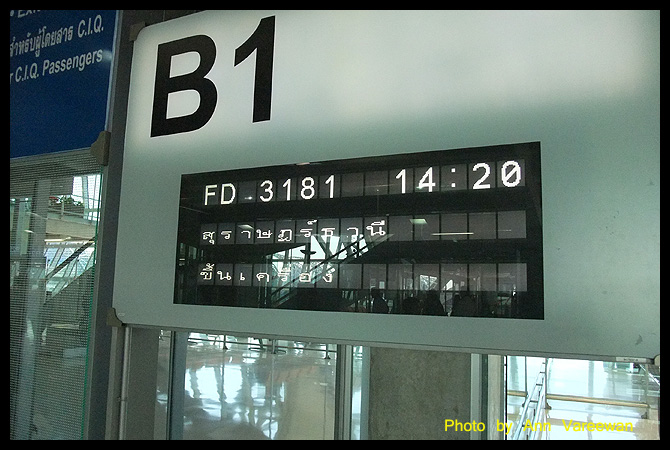 สำหรับผู้โดยสาร C.I.Q.
r C.I.Q. Passengers
B1
FD 3181 14:20
สุราษฎร์ธานี
ขึ้นเครื่อง
Photo by Ann Vareewan